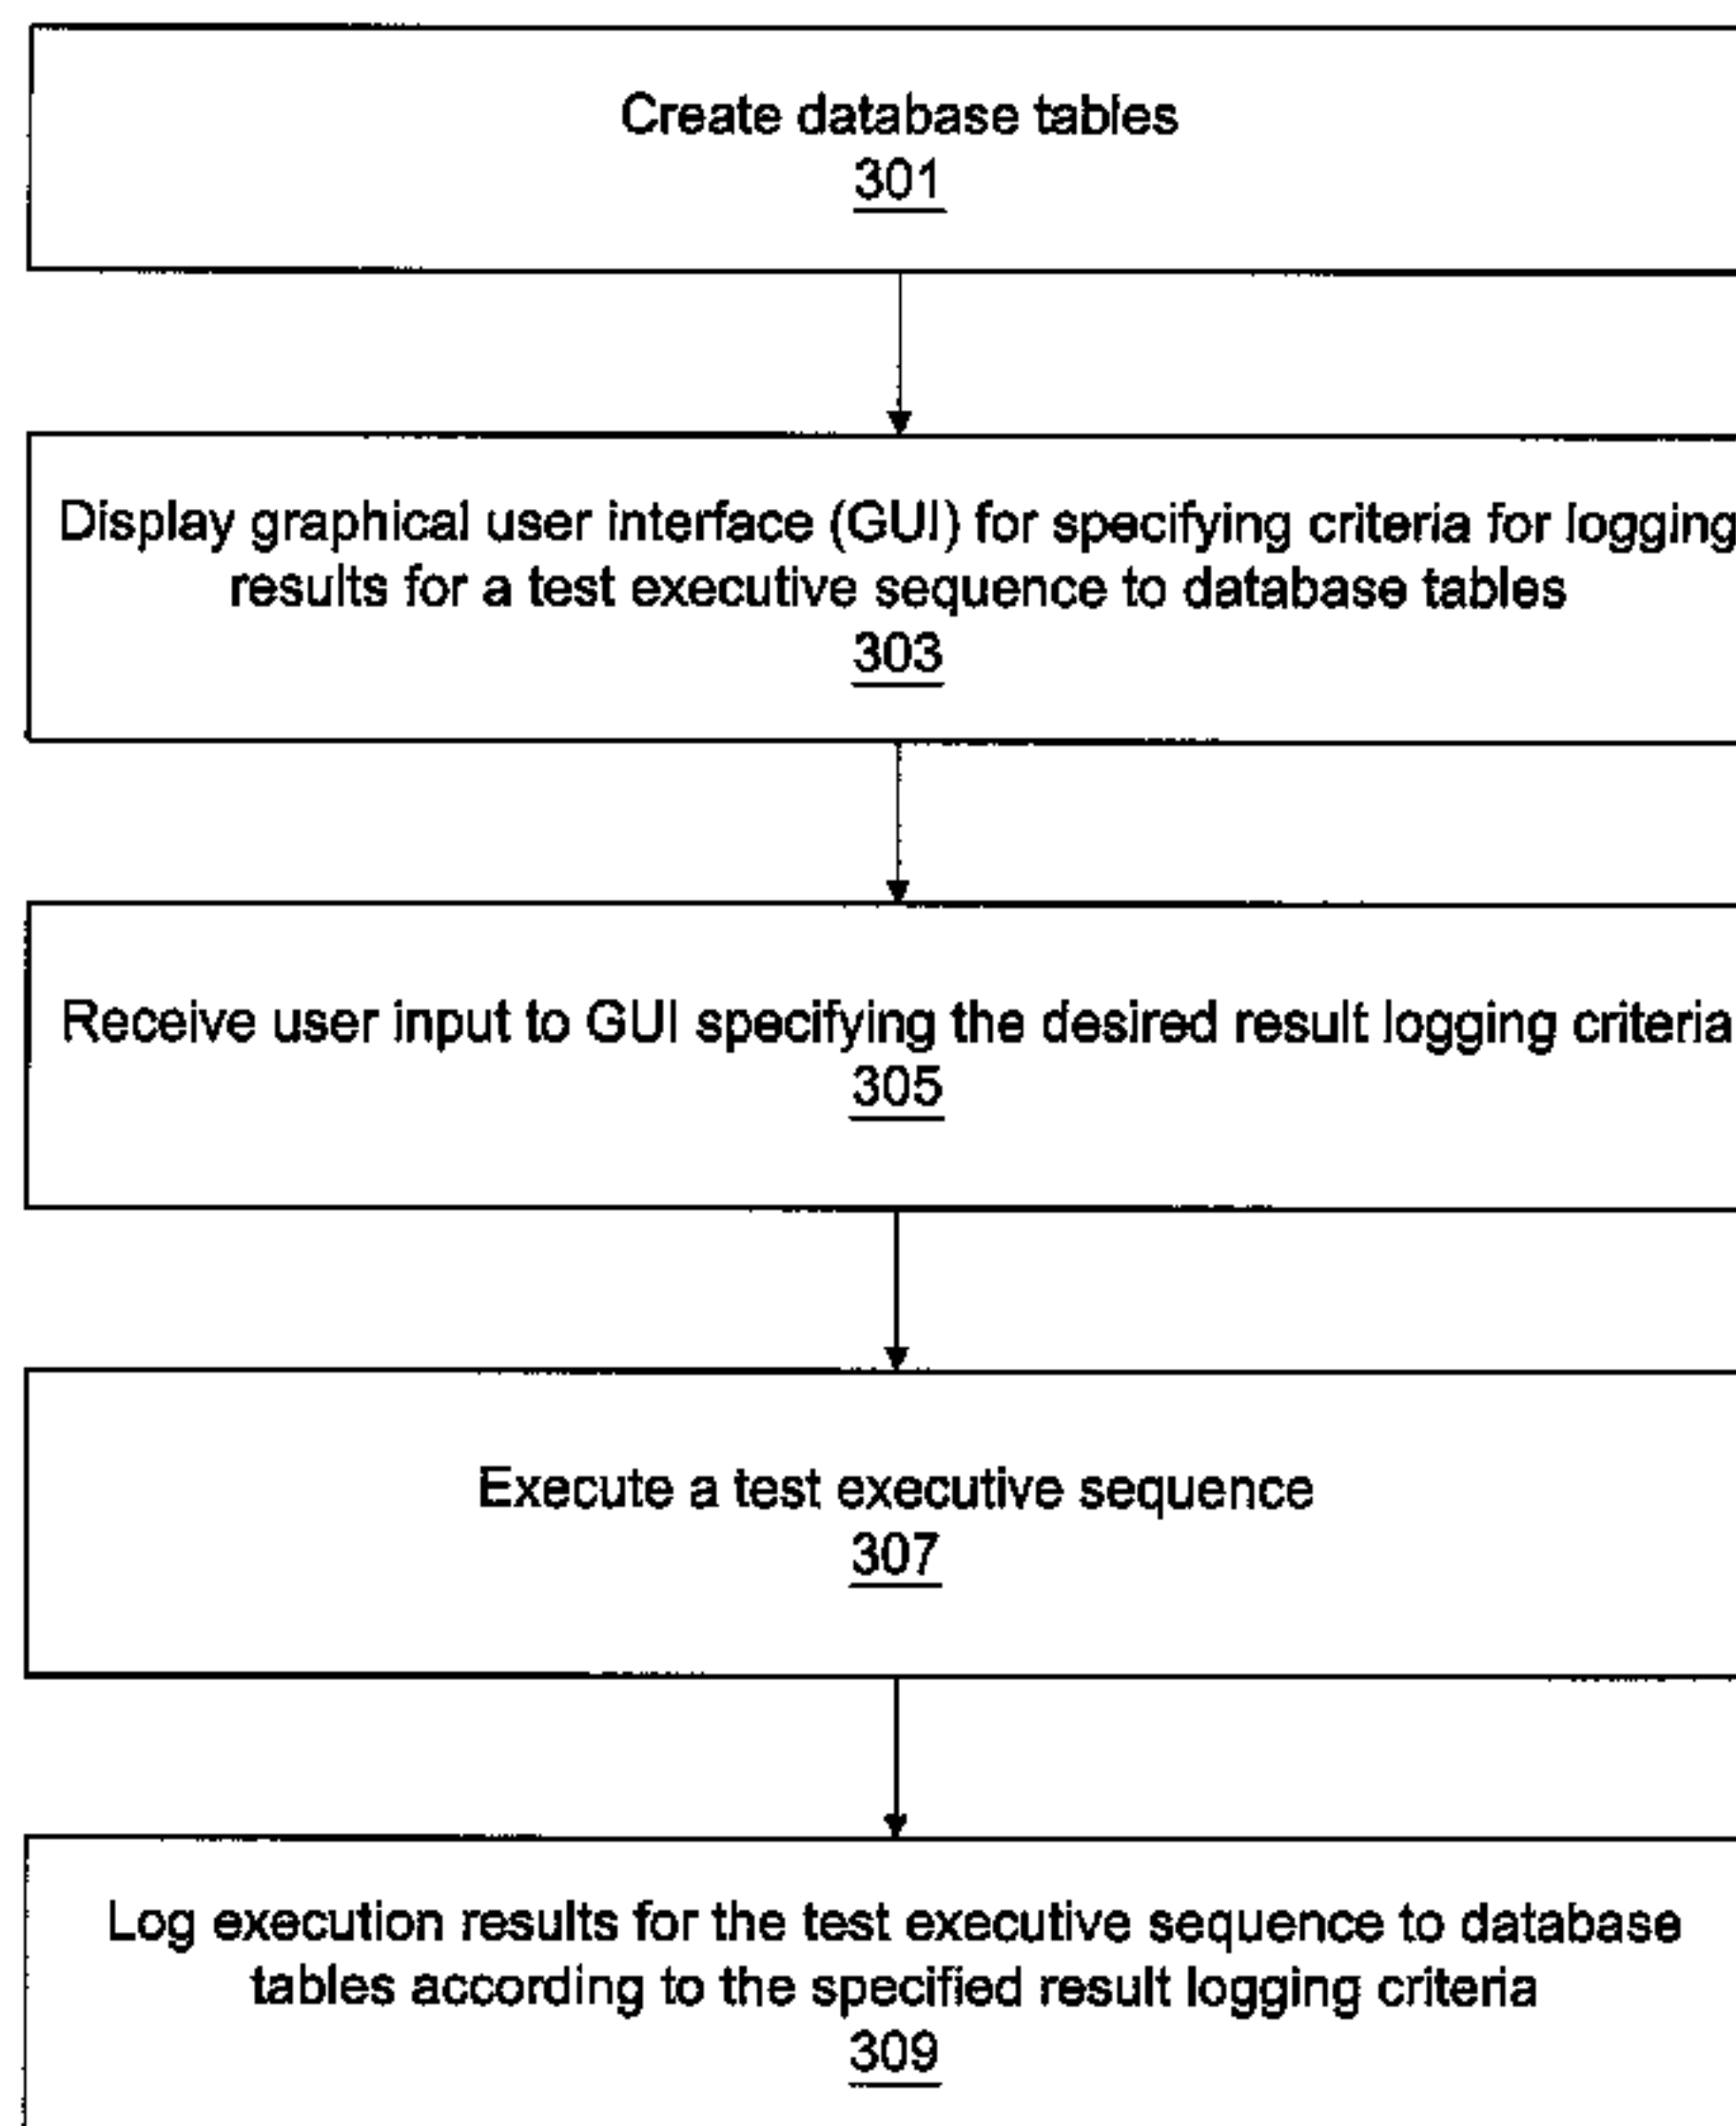 Create database tables
301
Display graphical user interface (GUI) for specifying criteria for logging
results for a test executive sequence to database tables
303
Receive user input to GUI specifying the desired result logging criteria
305
Execute a test executive sequence
307
Log execution results for the test executive sequence to database
tables according to the specified result logging criteria
309